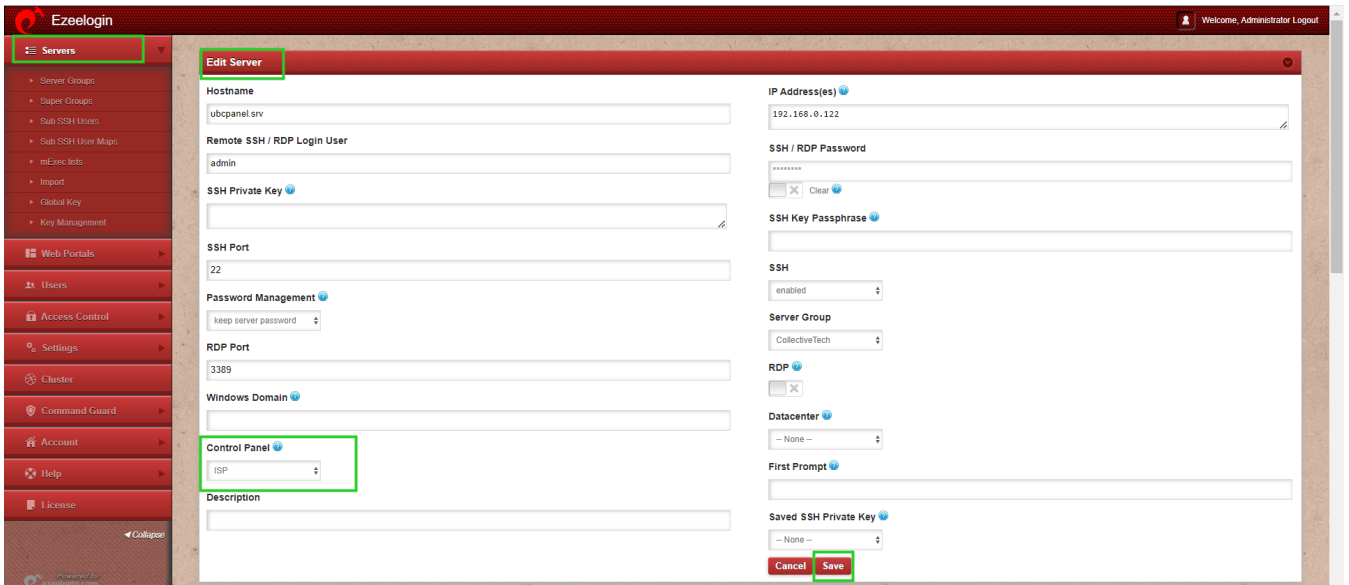 Ezeelogin
Welcome, Administrator Logout
Servers
Server Groups
Super Groups
Sub SSH Users
Sub SSH User Maps
mExec lists
Import
Global Key
Key Management
Web Portals
Users
Access Control
Settings
Cluster
Command Guard
Account
Help
License
Collapse
Powered by
ezeelogin.com
Edit Server
Hostname
ubcpanel.srv
Remote SSH / RDP Login User
admin
SSH Private Key
SSH Port
22
Password Management
keep server password
RDP Port
3389
Windows Domain
Control Panel
ISP
Description
IP Address(es)
192.168.0.122
SSH / RDP Password
********
Clear
SSH Key Passphrase
SSH
enabled
Server Group
CollectiveTech
RDP
Datacenter
-- None --
First Prompt
Saved SSH Private Key
-- None --
Cancel Save